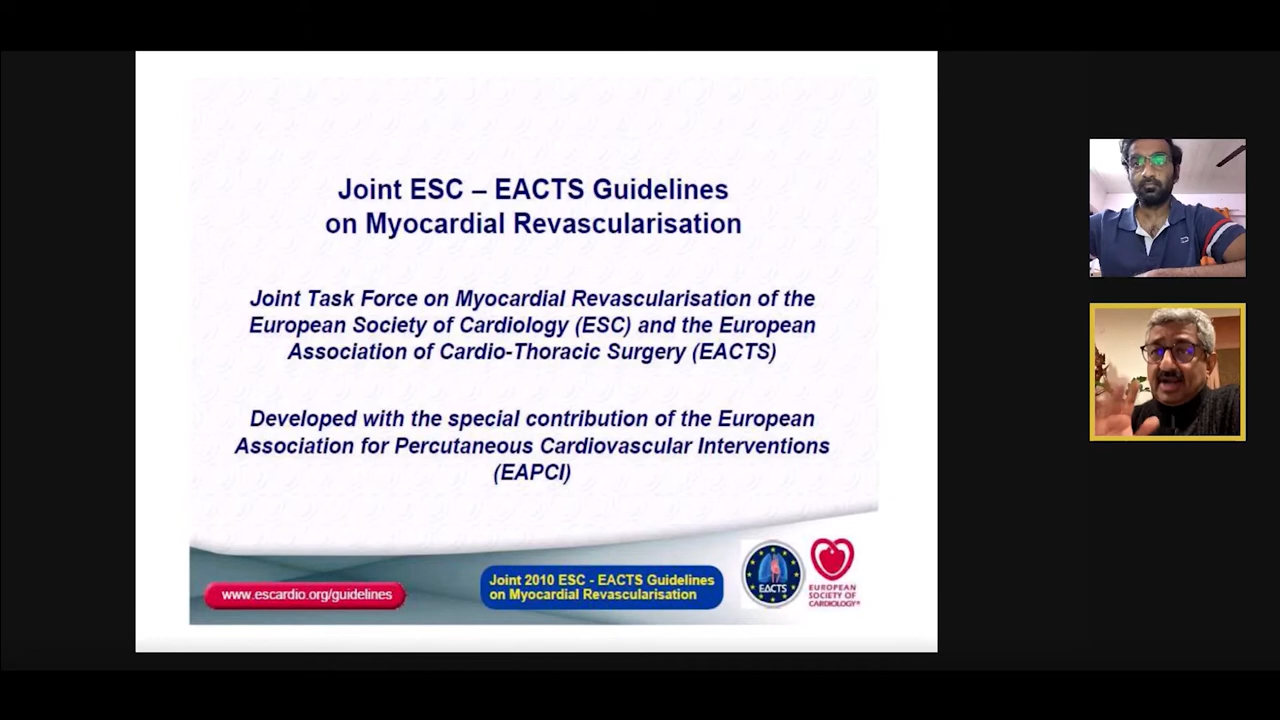 Joint ESC – EACTS Guidelines
on Myocardial Revascularisation
Joint Task Force on Myocardial Revascularisation of the
European Society of Cardiology (ESC) and the European
Association of Cardio-Thoracic Surgery (EACTS)
Developed with the special contribution of the European
Association for Percutaneous Cardiovascular Interventions
(EAPCI)
www.escardio.org/guidelines
Joint 2010 ESC - EACTS Guidelines
on Myocardial Revascularisation
EACTS
EUROPEAN
SOCIETY OF
CARDIOLOGY®